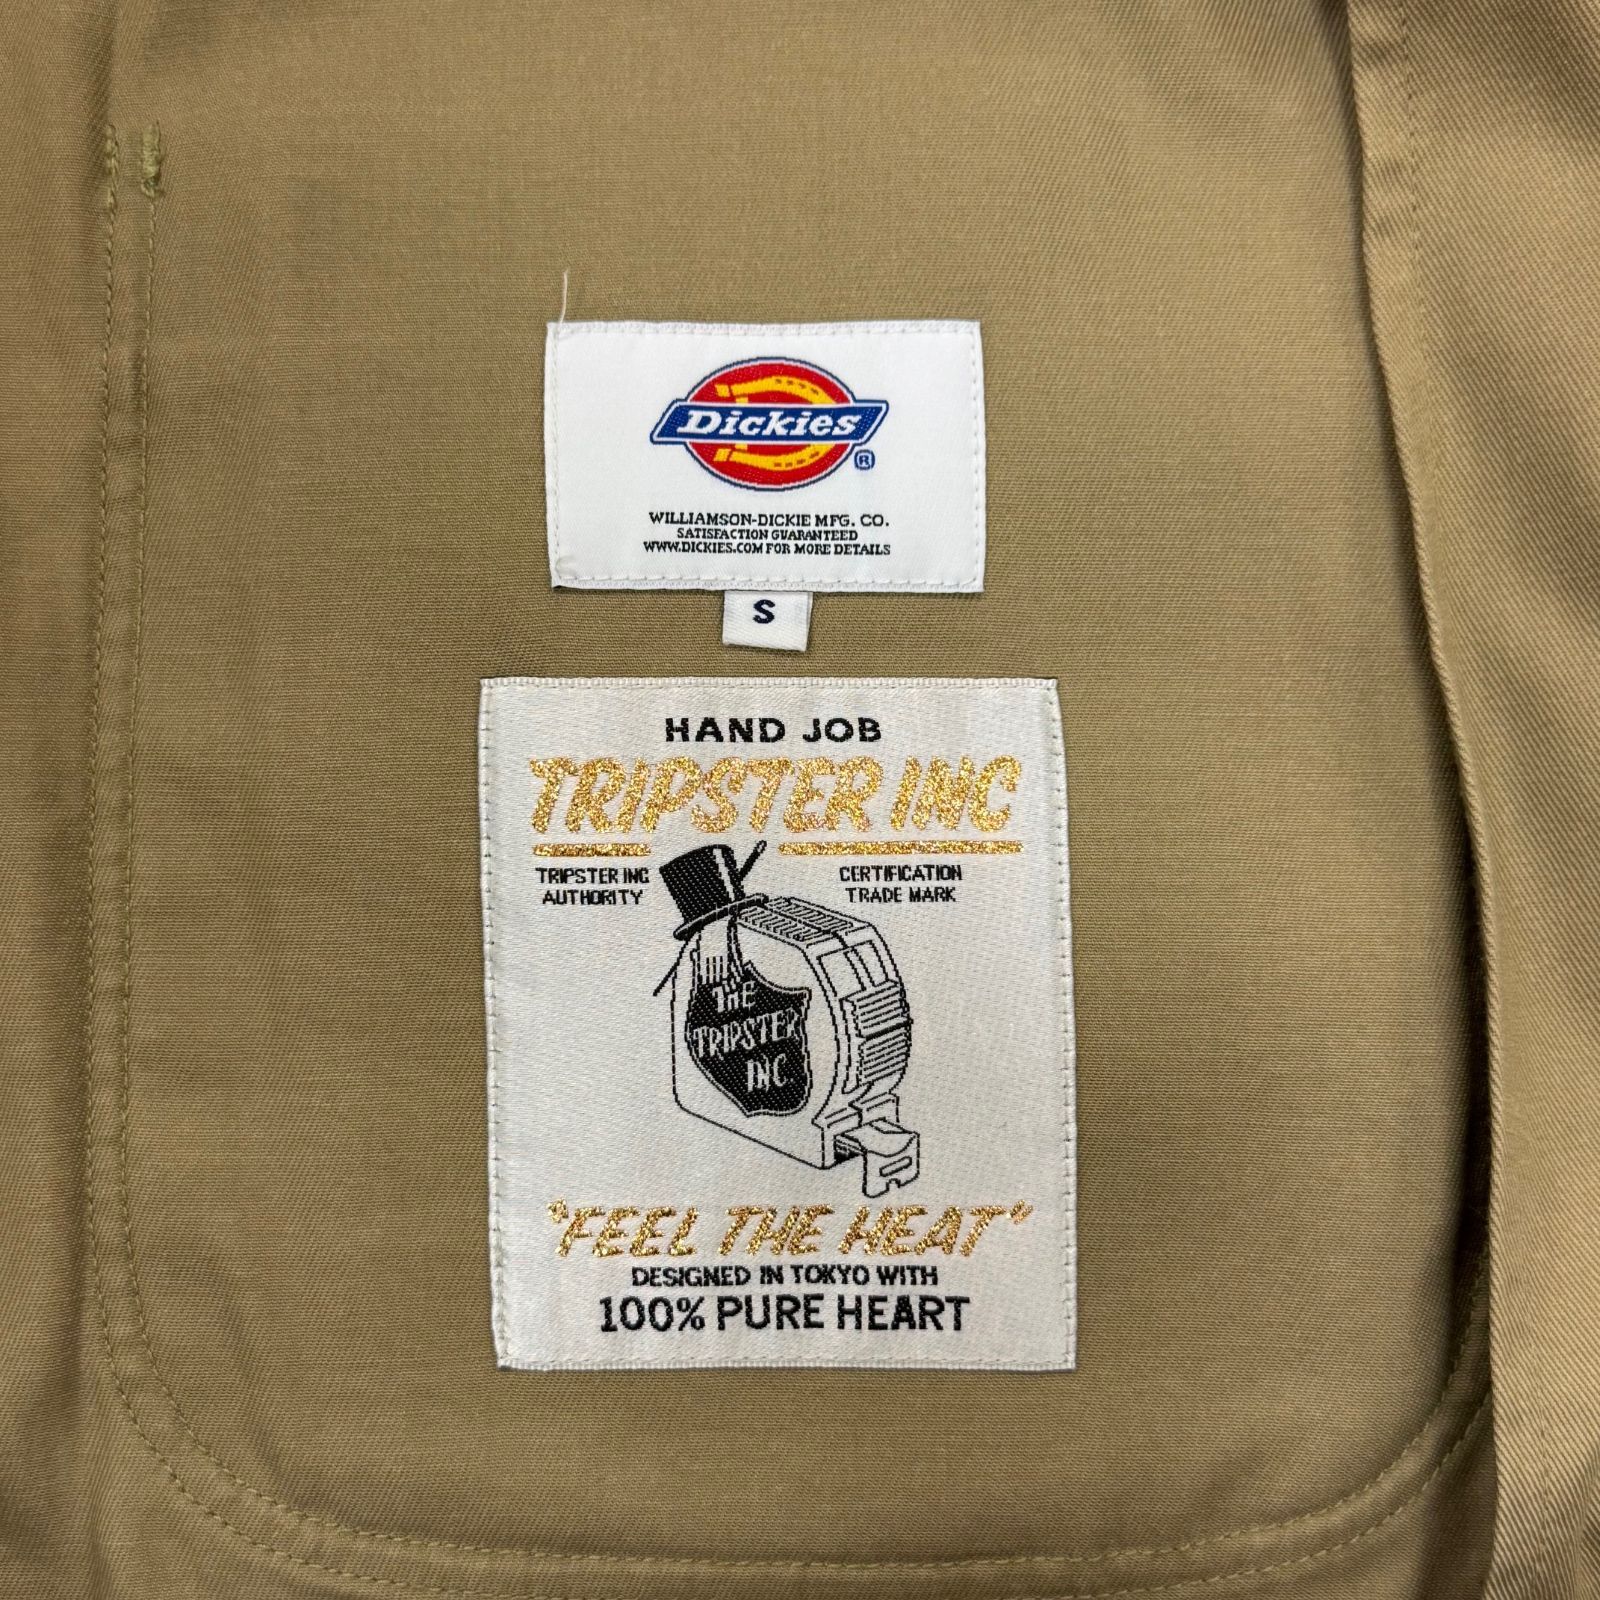 Dickies
®
WILLIAMSON-DICKIE MFG. CO.
SATISFACTION GUARANTEED
WWW.DICKIES.COM FOR MORE DETAILS
S
HAND JOB
TRIPSTER INC
TRIPSTER INC
AUTHORITY
CERTIFICATION
TRADE MARK
THE
TRIPSTER
INC
"FEEL THE HEAT"
DESIGNED IN TOKYO WITH
100% PURE HEART